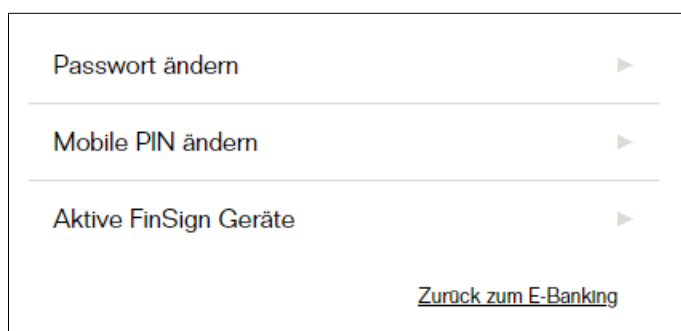 Passwort ändern
Mobile PIN ändern
Aktive FinSign Geräte
Zurück zum E-Banking